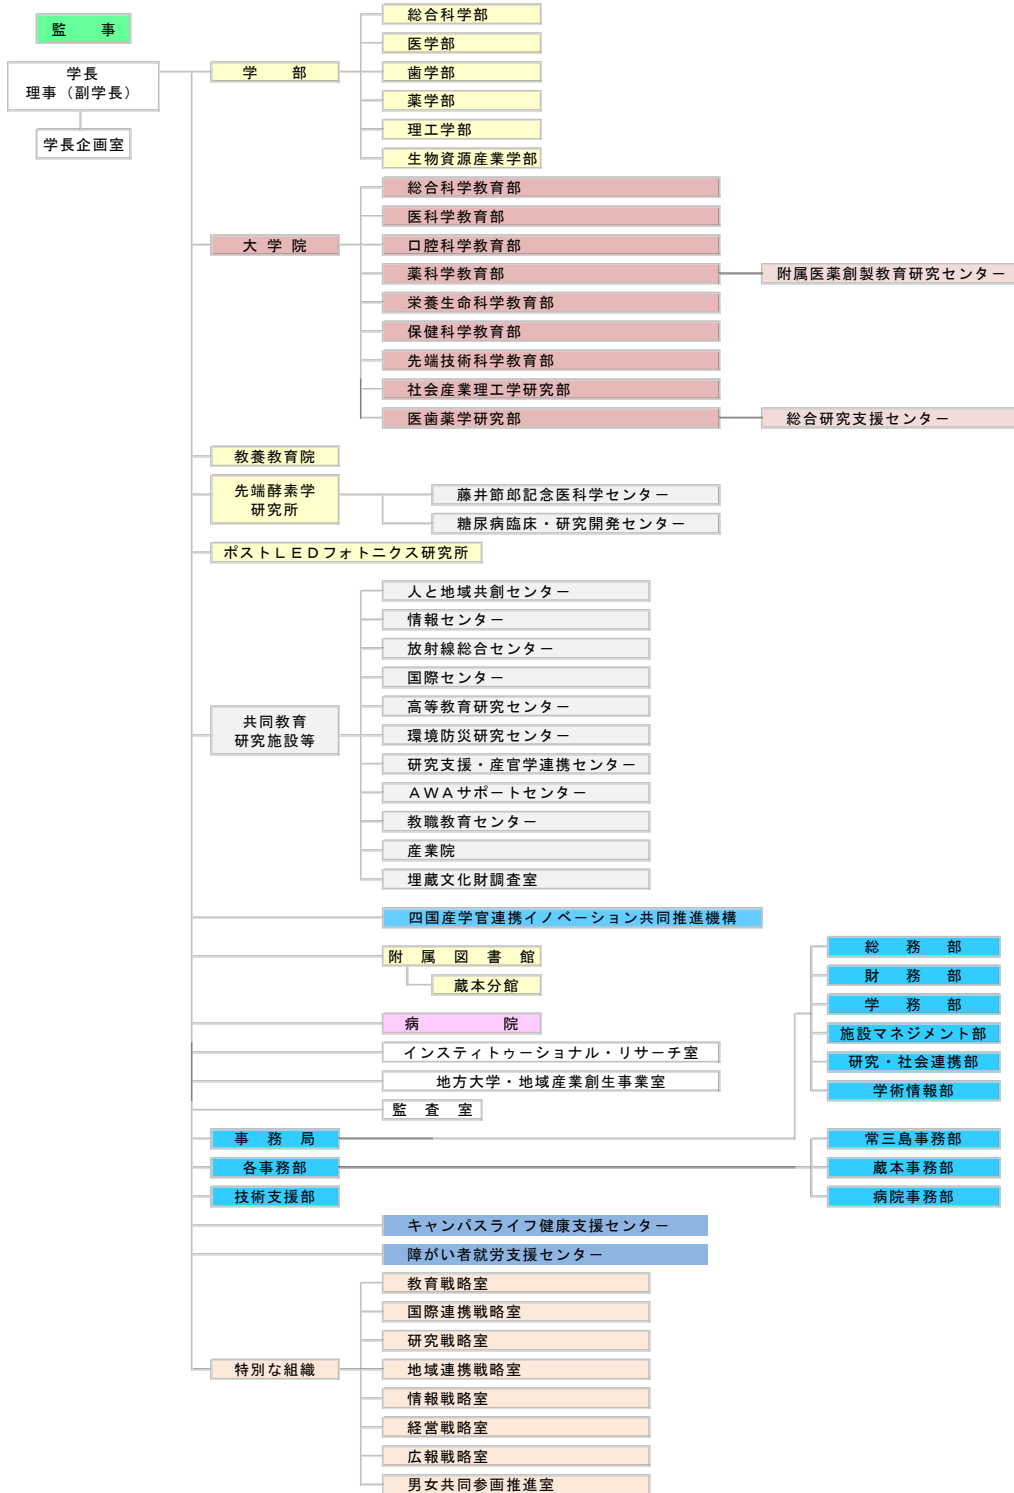 監　事
学長
理事（副学長）
学長企画室
学　部
総合科学部
医学部
歯学部
薬学部
理工学部
生物資源産業学部
大学院
総合科学教育部
医科学教育部
口腔科学教育部
薬科学教育部
附属医薬創製教育研究センター
栄養生命科学教育部
保健科学教育部
先端技術科学教育部
社会産業理工学研究部
医歯薬学研究部
総合研究支援センター
教養教育院
先端酵素学
研究所
藤井節郎記念医科学センター
糖尿病臨床・研究開発センター
ポストＬＥＤフォトニクス研究所
共同教育
研究施設等
人と地域共創センター
情報センター
放射線総合センター
国際センター
高等教育研究センター
環境防災研究センター
研究支援・産官学連携センター
ＡＷＡサポートセンター
教職教育センター
産業院
埋蔵文化財調査室
四国産学官連携イノベーション共同推進機構
附属図書館
蔵本分館
病　院
インスティトゥーショナル・リサーチ室
地方大学・地域産業創生事業室
監査室
事務局
総務部
財務部
学務部
施設マネジメント部
研究・社会連携部
学術情報部
各事務部
常三島事務部
蔵本事務部
病院事務部
技術支援部
キャンパスライフ健康支援センター
障がい者就労支援センター
特別な組織
教育戦略室
国際連携戦略室
研究戦略室
地域連携戦略室
情報戦略室
経営戦略室
広報戦略室
男女共同参画推進室